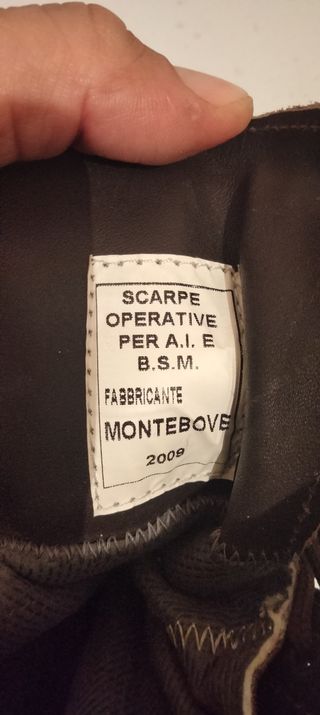 SCARPE
OPERATIVE
PER A.I. E
B.S.M.
FABBRICANTE
MONTEBOVE
2009